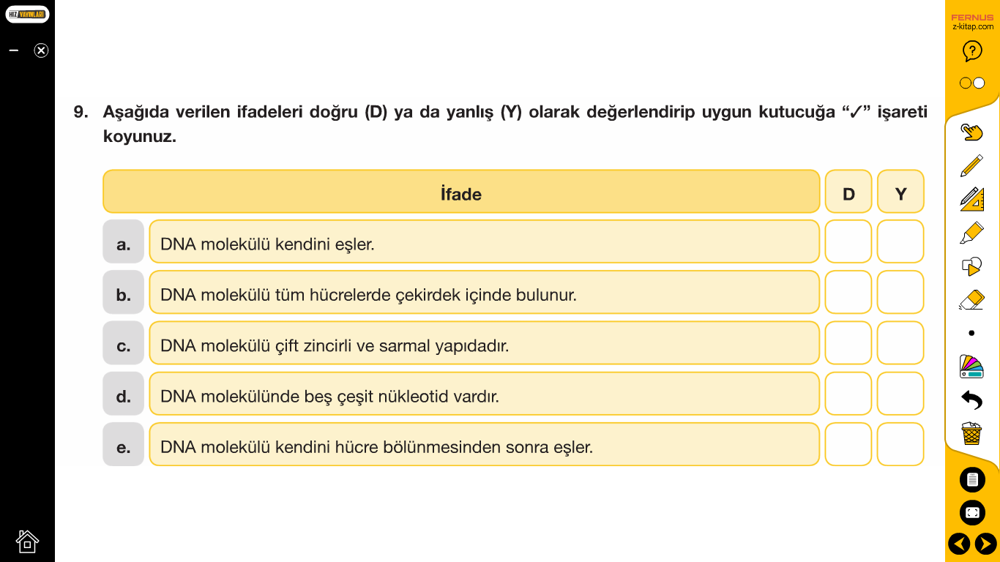 HIZ YAYINLARI
FERNUS
z-kitap.com
9. Aşağıda verilen ifadeleri doğru (D) ya da yanlış (Y) olarak değerlendirip uygun kutucuğa “✓” işareti
koyunuz.
İfade D Y
a. DNA molekülü kendini eşler.
b. DNA molekülü tüm hücrelerde çekirdek içinde bulunur.
c. DNA molekülü çift zincirli ve sarmal yapıdadır.
d. DNA molekülünde beş çeşit nükleotid vardır.
e. DNA molekülü kendini hücre bölünmesinden sonra eşler.